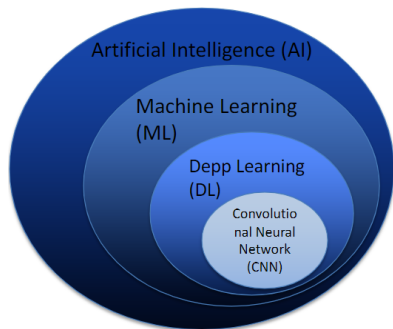 Artificial Intelligence (AI)
Machine Learning
(ML)
Depp Learning
(DL)
Convolutio
nal Neural
Network
(CNN)